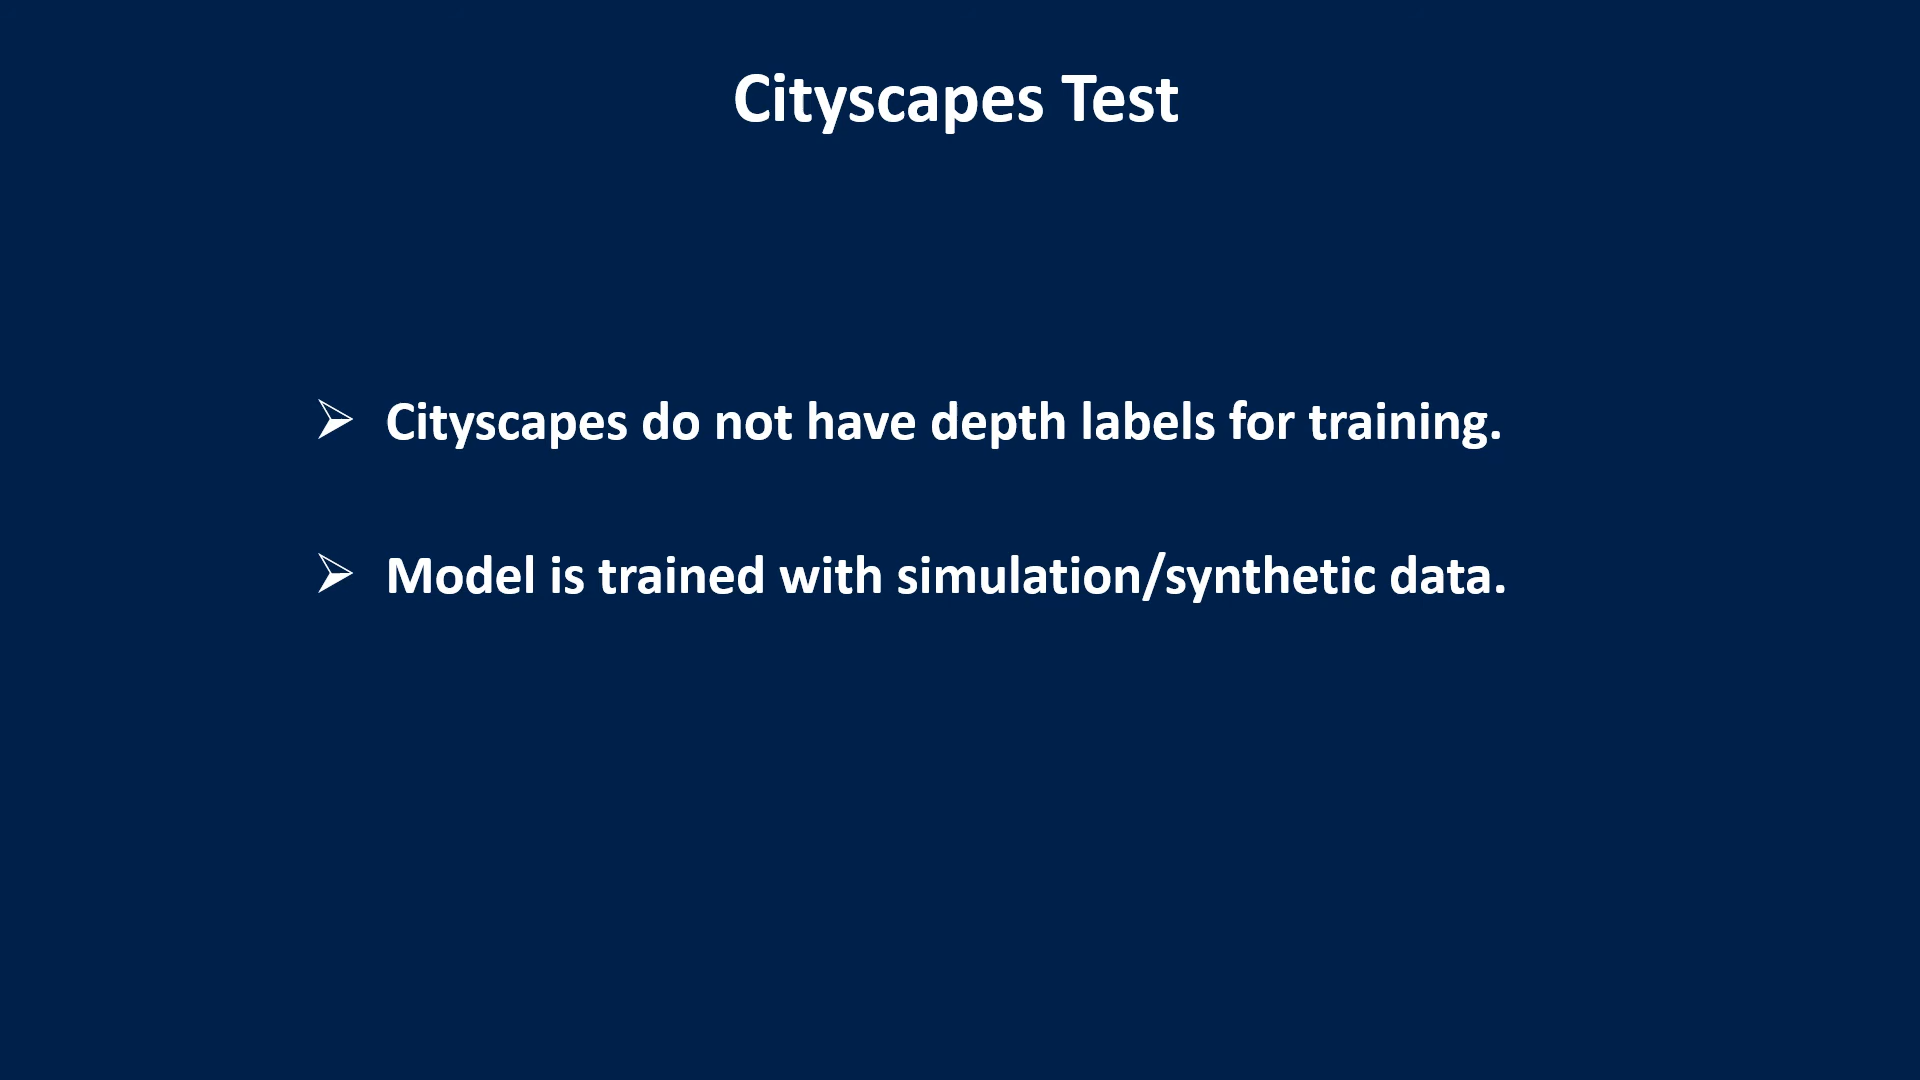 Cityscapes Test
➢ Cityscapes do not have depth labels for training.
➢ Model is trained with simulation/synthetic data.